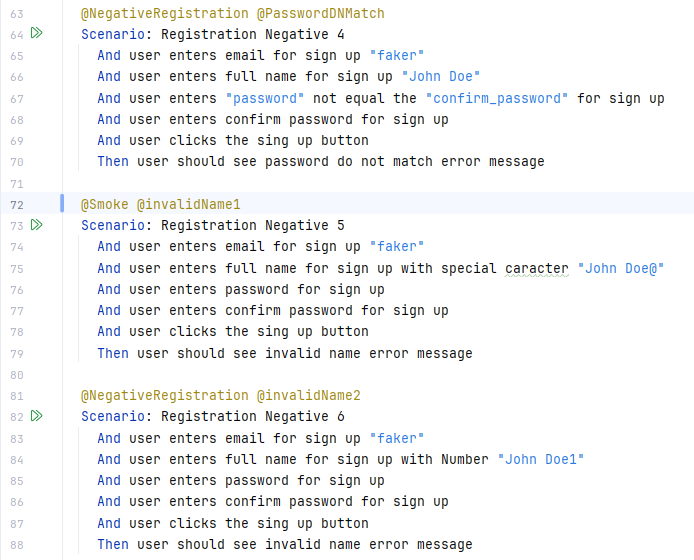 63 @NegativeRegistration @PasswordDNMatch
64 Scenario: Registration Negative 4
65 And user enters email for sign up "faker"
66 And user enters full name for sign up "John Doe"
67 And user enters "password" not equal the "confirm_password" for sign up
68 And user enters confirm password for sign up
69 And user clicks the sing up button
70 Then user should see password do not match error message
71
72 @Smoke @invalidName1
73 Scenario: Registration Negative 5
74 And user enters email for sign up "faker"
75 And user enters full name for sign up with special caracter "John Doe@"
76 And user enters password for sign up
77 And user enters confirm password for sign up
78 And user clicks the sing up button
79 Then user should see invalid name error message
80
81 @NegativeRegistration @invalidName2
82 Scenario: Registration Negative 6
83 And user enters email for sign up "faker"
84 And user enters full name for sign up with Number "John Doe1"
85 And user enters password for sign up
86 And user enters confirm password for sign up
87 And user clicks the sing up button
88 Then user should see invalid name error message